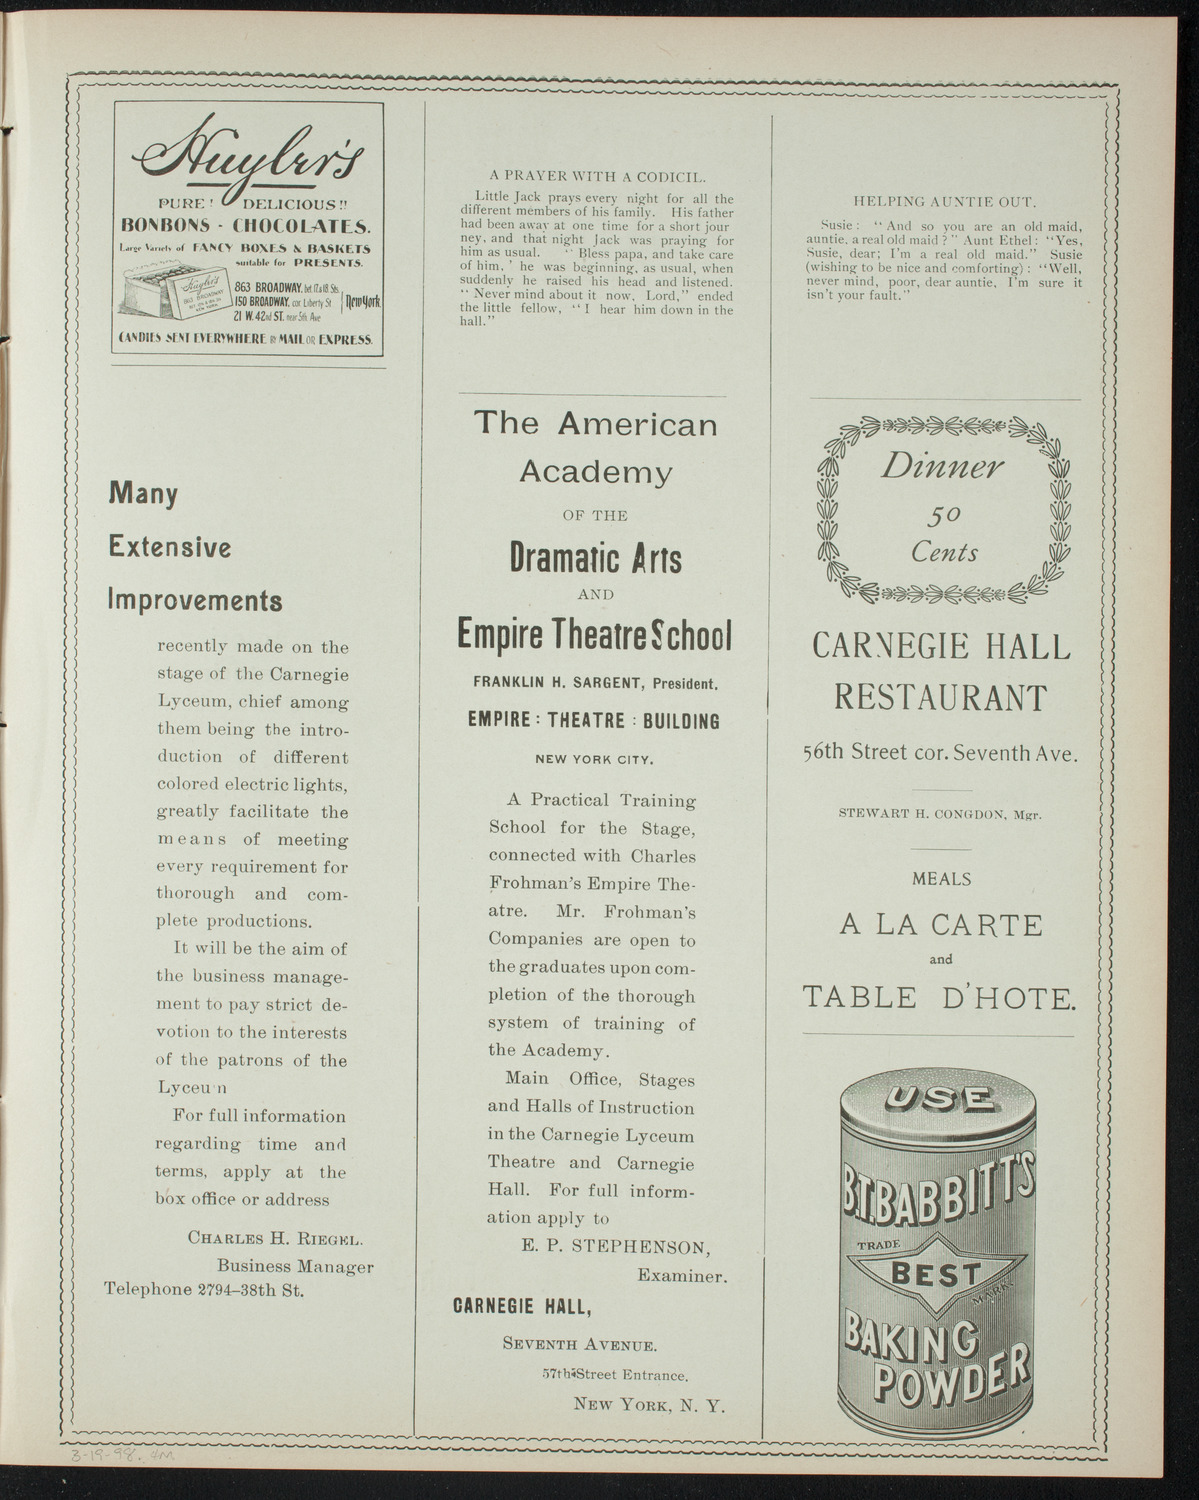 Huyler's
PURE! DELICIOUS!!
BONBONS - CHOCOLATES.
Large Variety of FANCY BOXES & BASKETS
suitable for PRESENTS.
Huyler's
863 BROADWAY
NEW YORK
863 BROADWAY, bet. 17 & 18 Sts.
150 BROADWAY, cor. Liberty St
21 W. 42nd ST. near 5th Ave
New York
CANDIES SENT EVERYWHERE BY MAIL OR EXPRESS.
Many
Extensive
Improvements
recently made on the
stage of the Carnegie
Lyceum, chief among
them being the intro-
duction of different
colored electric lights,
greatly facilitate the
means of meeting
every requirement for
thorough and com-
plete productions.
It will be the aim of
the business manage-
ment to pay strict de-
votion to the interests
of the patrons of the
Lyceum
For full information
regarding time and
terms, apply at the
box office or address
CHARLES H. RIEGEL.
Business Manager
Telephone 2794–38th St.
A PRAYER WITH A CODICIL.
Little Jack prays every night for all the
different members of his family. His father
had been away at one time for a short jour
ney, and that night Jack was praying for
him as usual. “Bless papa, and take care
of him,’ he was beginning, as usual, when
suddenly he raised his head and listened.
“Never mind about it now, Lord,” ended
the little fellow, “I hear him down in the
hall.”
The American
Academy
OF THE
Dramatic Arts
AND
Empire Theatre School
FRANKLIN H. SARGENT, President,
EMPIRE : THEATRE : BUILDING
NEW YORK CITY.
A Practical Training
School for the Stage,
connected with Charles
Frohman's Empire The-
atre. Mr. Frohman's
Companies are open to
the graduates upon com-
pletion of the thorough
system of training of
the Academy.
Main Office, Stages
and Halls of Instruction
in the Carnegie Lyceum
Theatre and Carnegie
Hall. For full inform-
ation apply to
E. P. STEPHENSON,
Examiner.
CARNEGIE HALL,
SEVENTH AVENUE.
57th Street Entrance,
NEW YORK, N. Y.
HELPING AUNTIE OUT.
Susie: “And so you are an old maid,
auntie, a real old maid?” Aunt Ethel: “Yes,
Susie, dear; I'm a real old maid.” Susie
(wishing to be nice and comforting): “Well,
never mind, poor, dear auntie, I'm sure it
isn't your fault.”
Dinner
50
Cents
CARNEGIE HALL
RESTAURANT
56th Street cor. Seventh Ave.
STEWART H. CONGDON, Mgr.
MEALS
A LA CARTE
and
TABLE D'HOTE.
USE
B.T. BABBITT'S
TRADE
BEST
MARK
BAKING
POWDER
3-19-98.